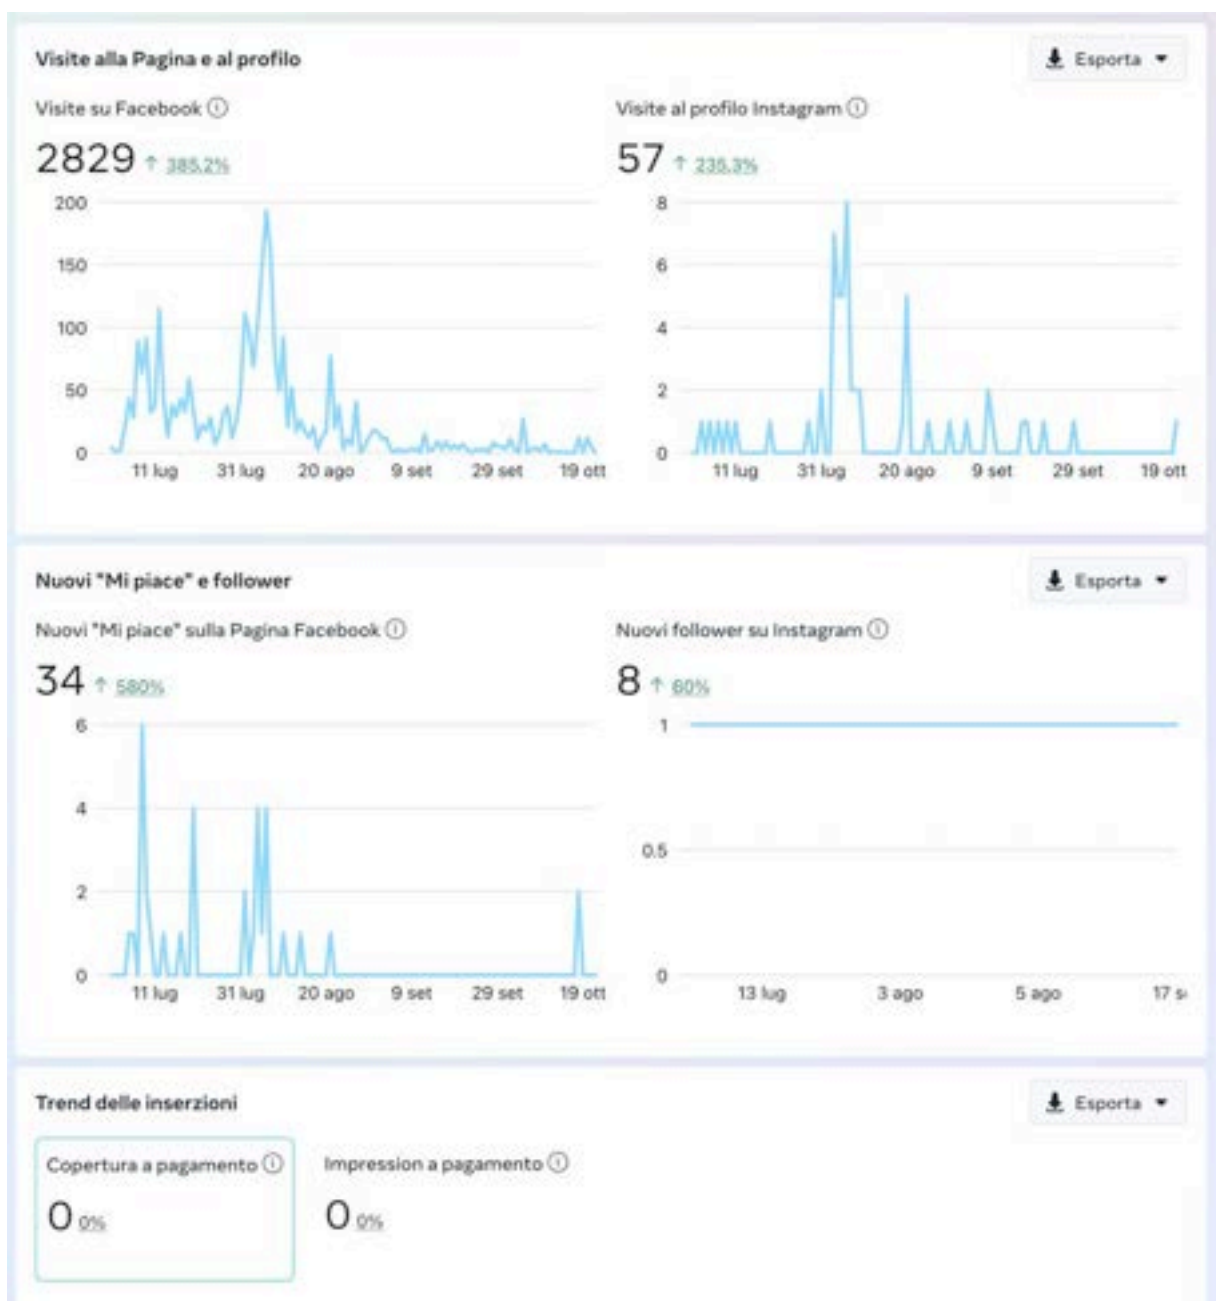 Visite alla Pagina e al profilo
Esporta
Visite su Facebook
2829 ↑ 385,2%
200
150
100
50
0
11 lug 31 lug 20 ago 9 set 29 set 19 ott
Visite al profilo Instagram
57 ↑ 235,3%
8
6
4
2
0
11 lug 31 lug 20 ago 9 set 29 set 19 ott
Nuovi "Mi piace" e follower
Esporta
Nuovi "Mi piace" sulla Pagina Facebook
34 ↑ 580%
6
4
2
0
11 lug 31 lug 20 ago 9 set 29 set 19 ott
Nuovi follower su Instagram
8 ↑ 60%
1
0.5
0
13 lug 3 ago 5 ago 17 s
Trend delle inserzioni
Esporta
Copertura a pagamento
0 0%
Impression a pagamento
0 0%